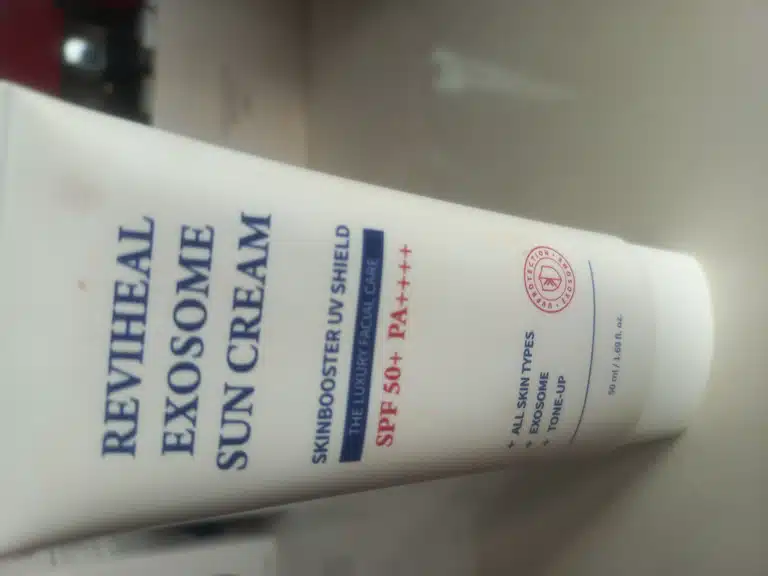 REVIHEAL
EXOSOME
SUN CREAM
SKINBOOSTER UV SHIELD
THE LUXURY FACIAL CARE
SPF 50+ PA++++
+ ALL SKIN TYPES
+ EXOSOME
+ TONE-UP
50 ml / 1.69 fl. oz.